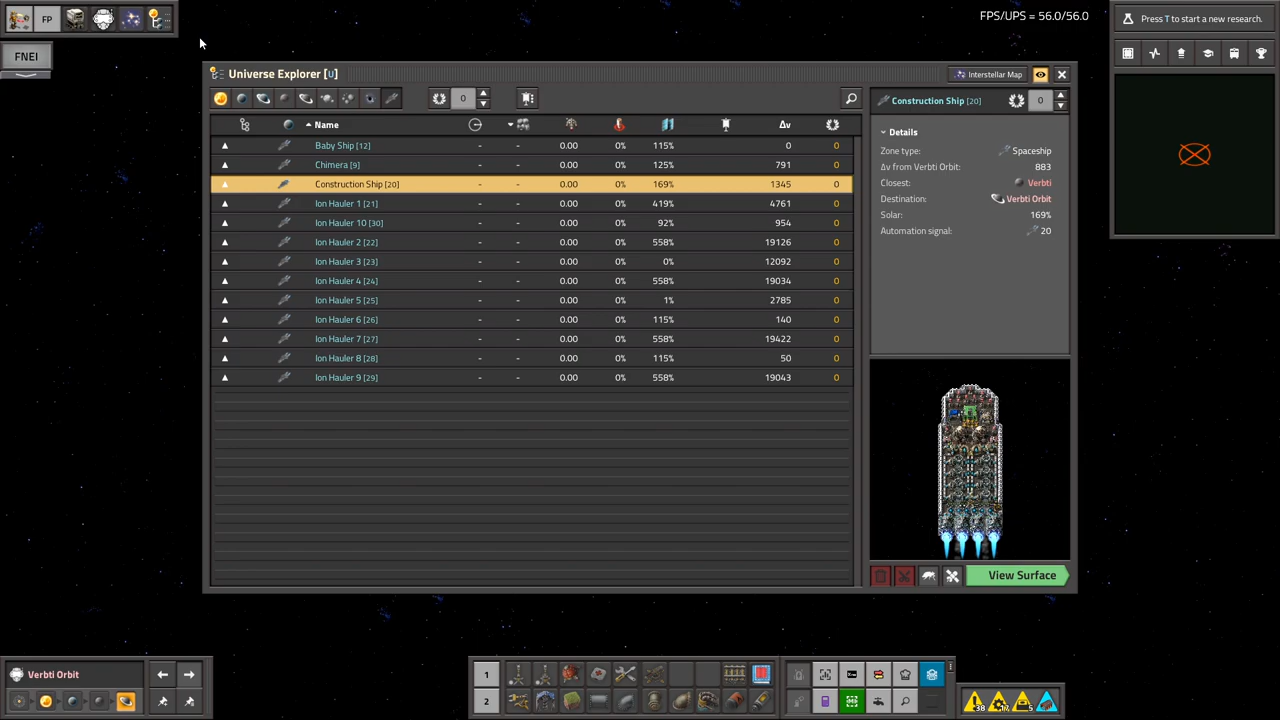 FP
FPS/UPS = 56.0/56.0
Press T to start a new research.
FNEI
Universe Explorer [U]
Interstellar Map
0
Construction Ship [20]
0
Name
Δv
Baby Ship [12] - - 0.00 0% 115% 0 0
Chimera [9] - - 0.00 0% 125% 791 0
Construction Ship [20] - - 0.00 0% 169% 1345 0
Ion Hauler 1 [21] - - 0.00 0% 419% 4761 0
Ion Hauler 10 [30] - - 0.00 0% 92% 954 0
Ion Hauler 2 [22] - - 0.00 0% 558% 19126 0
Ion Hauler 3 [23] - - 0.00 0% 0% 12092 0
Ion Hauler 4 [24] - - 0.00 0% 558% 19034 0
Ion Hauler 5 [25] - - 0.00 0% 1% 2785 0
Ion Hauler 6 [26] - - 0.00 0% 115% 140 0
Ion Hauler 7 [27] - - 0.00 0% 558% 19422 0
Ion Hauler 8 [28] - - 0.00 0% 115% 50 0
Ion Hauler 9 [29] - - 0.00 0% 558% 19043 0
Details
Zone type: Spaceship
Δv from Verbti Orbit: 883
Closest: Verbti
Destination: Verbti Orbit
Solar: 169%
Automation signal: 20
View Surface
Verbti Orbit
1
2